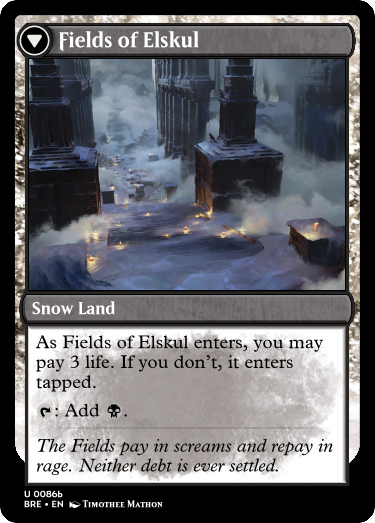 Fields of Elskul
Snow Land
As Fields of Elskul enters, you may
pay 3 life. If you don't, it enters
tapped.
: Add .
The Fields pay in screams and repay in
rage. Neither debt is ever settled.
U 0086b
BRE • EN Timothee Mathon